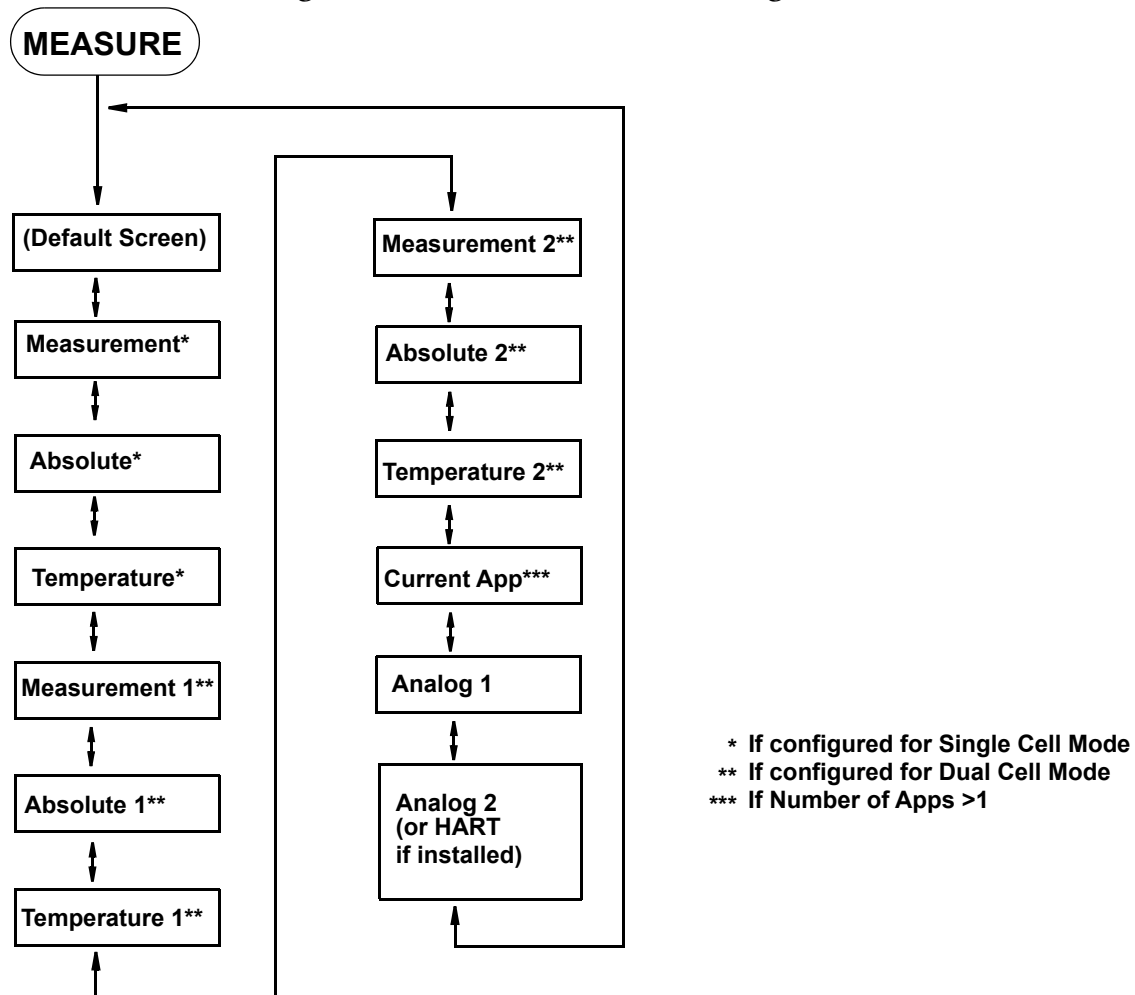 MEASURE
(Default Screen)
Measurement*
Absolute*
Temperature*
Measurement 1**
Absolute 1**
Temperature 1**
Measurement 2**
Absolute 2**
Temperature 2**
Current App***
Analog 1
Analog 2
(or HART
if installed)
* If configured for Single Cell Mode
** If configured for Dual Cell Mode
*** If Number of Apps >1